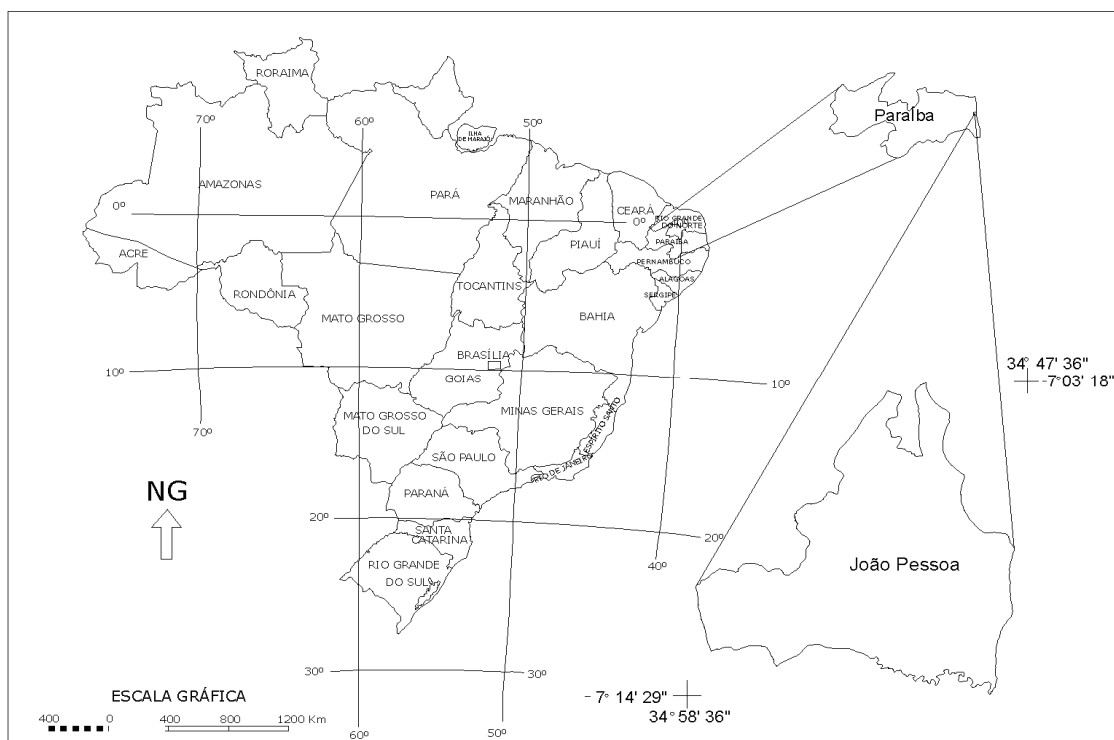 RORAIMA
Paraíba
70º
60º
50º
ILHA
DE MARAJÓ
AMAZONAS
PARÁ
MARANHÃO
CEARÁ
0º
0º
RIO GRANDE
DO NORTE
PARAÍBA
PIAUÍ
ACRE
PERNAMBUCO
ALAGOAS
TOCANTINS
RONDÔNIA
SERGIPE
MATO GROSSO
BAHIA
BRASÍLIA
34° 47' 36"
-7° 03' 18"
10º
GOIAS
10º
MATO GROSSO
DO SUL
MINAS GERAIS
ESPÍRITO SANTO
70º
SÃO PAULO
RIO DE JANEIRO
NG
PARANÁ
20º
SANTA
CATARINA
20º
RIO GRANDE
DO SUL
40º
João Pessoa
30º
30º
ESCALA GRÁFICA
- 7° 14' 29"
34° 58' 36"
400 0 400 800 1200 Km
60º
50º